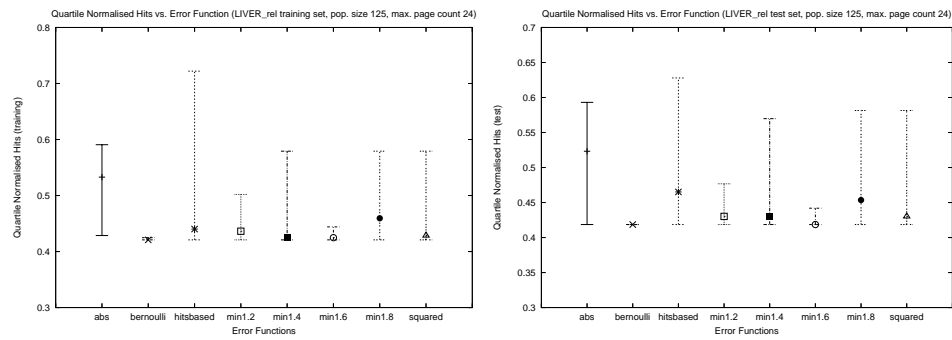 Quartile Normalised Hits vs. Error Function (LIVER_rel training set, pop. size 125, max. page count 24)
0.8
0.7
0.6
0.5
0.4
0.3
Quartile Normalised Hits (training)
abs bernoulli hitsbased min1.2 min1.4 min1.6 min1.8 squared
Error Functions
Quartile Normalised Hits vs. Error Function (LIVER_rel test set, pop. size 125, max. page count 24)
0.7
0.65
0.6
0.55
0.5
0.45
0.4
0.35
0.3
Quartile Normalised Hits (test)
abs bernoulli hitsbased min1.2 min1.4 min1.6 min1.8 squared
Error Functions